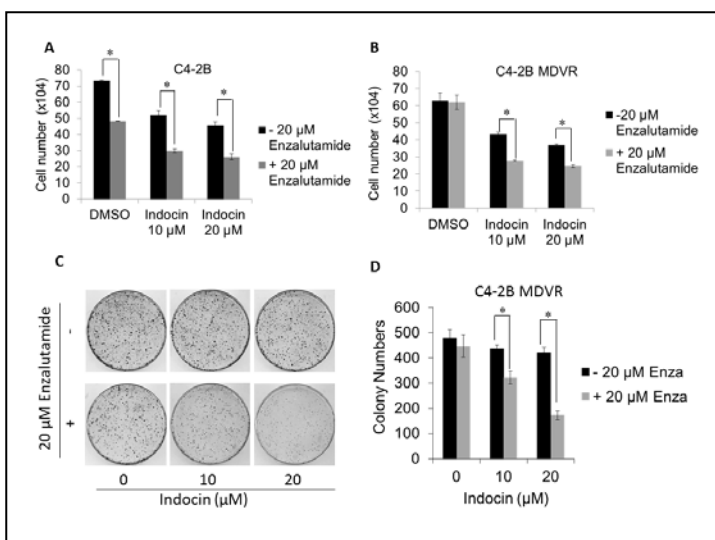 A
C4-2B
*
*
*
Cell number (x104)
80
70
60
50
40
30
20
10
0
- 20 µM
Enzalutamide
+ 20 µM
Enzalutamide
DMSO
Indocin
10 µM
Indocin
20 µM
B
C4-2B MDVR
*
*
Cell number (x104)
80
70
60
50
40
30
20
10
0
-20 µM
Enzalutamide
+ 20 µM
Enzalutamide
DMSO
Indocin
10 µM
Indocin
20 µM
C
20 µM Enzalutamide
-
+
0 10 20
Indocin (µM)
D
C4-2B MDVR
*
*
Colony Numbers
600
500
400
300
200
100
0
- 20 µM Enza
+ 20 µM Enza
0 10 20
Indocin (µM)